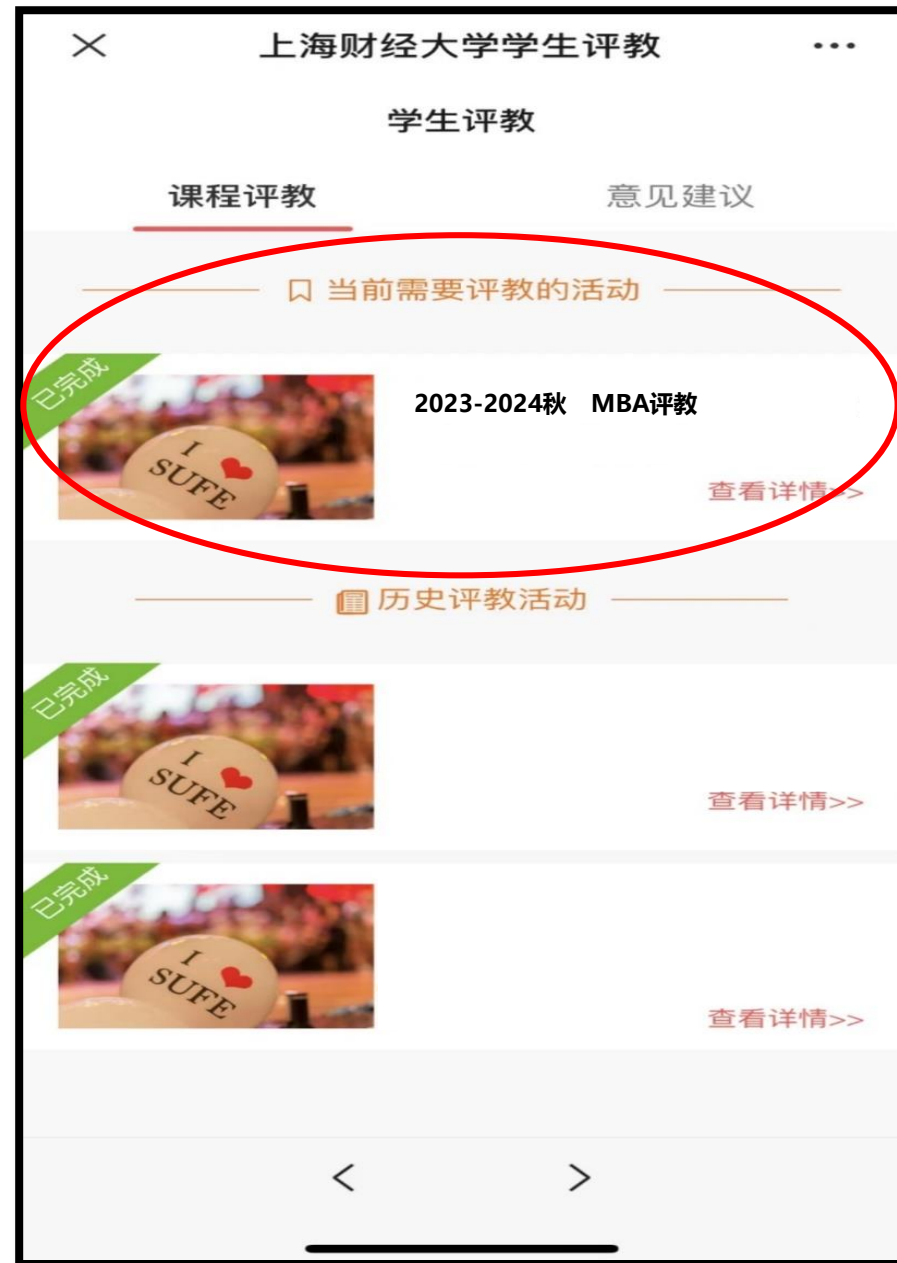 上海财经大学学生评教
学生评教
课程评教 意见建议
当前需要评教的活动
已完成
I
SUFE
2023-2024秋 MBA评教
查看详情>>
历史评教活动
已完成
I
SUFE
查看详情>>
已完成
I
SUFE
查看详情>>